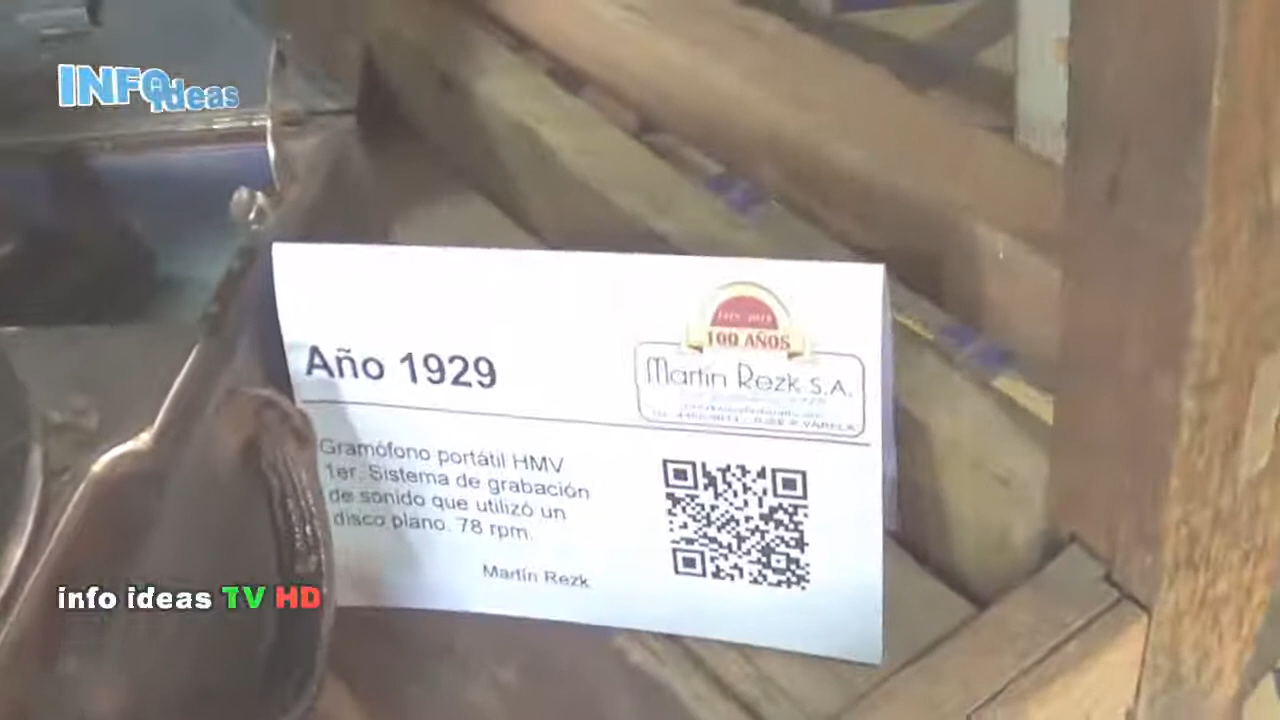 INFO
ideas
100 AÑOS
Año 1929
Martín Rezk S.A.
Gramófono portátil HMV
1er. Sistema de grabación
de sonido que utilizó un
disco plano. 78 rpm.
Martín Rezk
info ideas TV HD